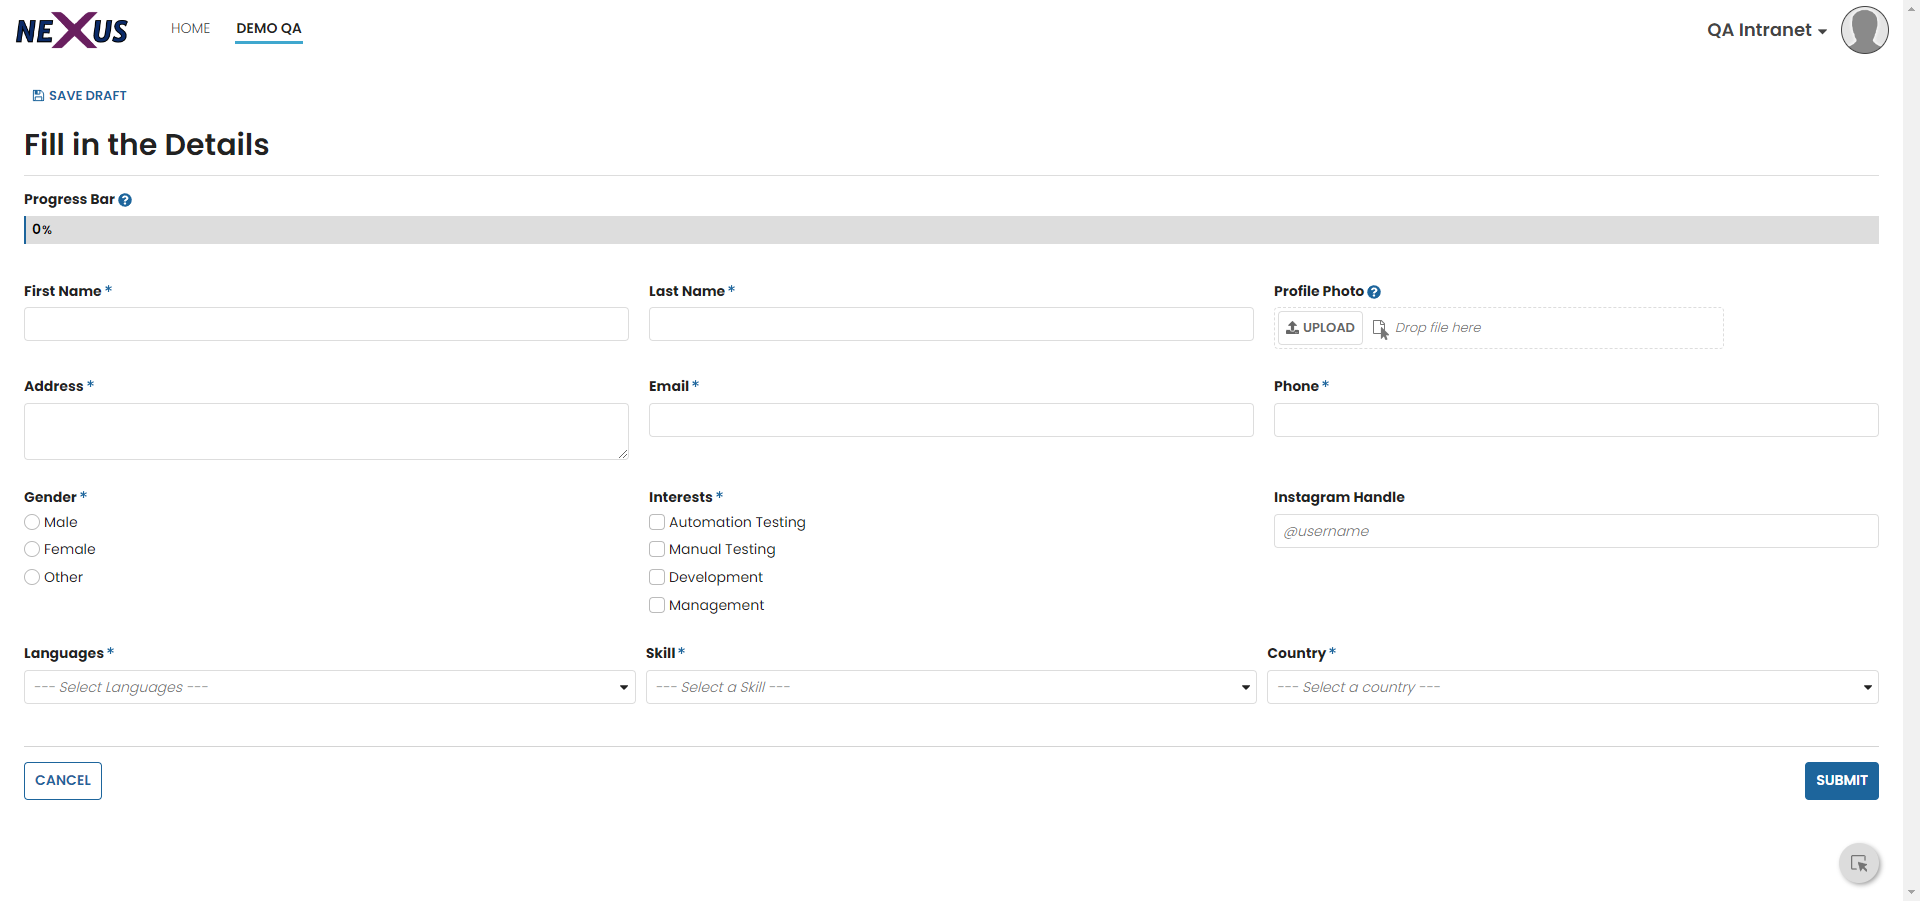 NEXUS
HOME
DEMO QA
QA Intranet
SAVE DRAFT
Fill in the Details
Progress Bar ?
0%
First Name *
Last Name *
Profile Photo ?
UPLOAD
Drop file here
Address *
Email *
Phone *
Gender *
Male
Female
Other
Interests *
Automation Testing
Manual Testing
Development
Management
Instagram Handle
@username
Languages *
--- Select Languages ---
Skill *
--- Select a Skill ---
Country *
--- Select a country ---
CANCEL
SUBMIT